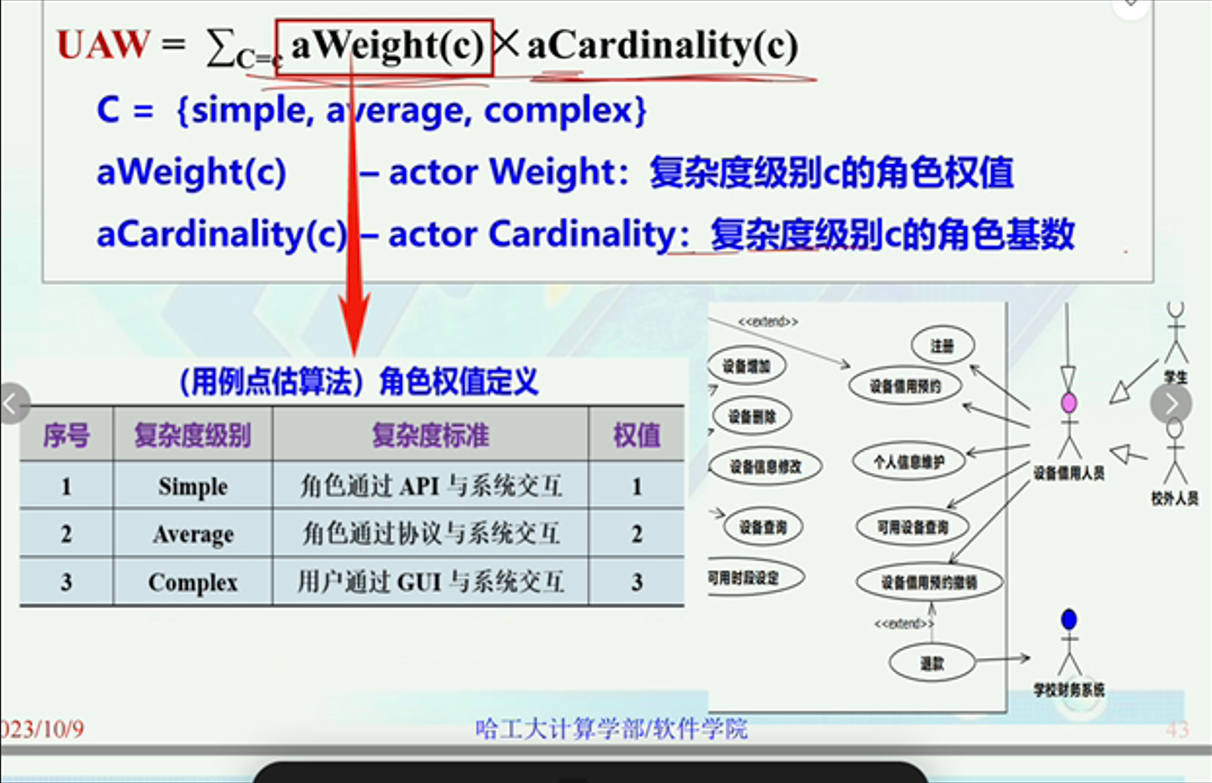 UAW = ∑C=c aWeight(c)×aCardinality(c)
C = {simple, average, complex}
aWeight(c) – actor Weight：复杂度级别c的角色权值
aCardinality(c) – actor Cardinality：复杂度级别c的角色基数
（用例点估算法）角色权值定义
序号 复杂度级别 复杂度标准 权值
1 Simple 角色通过 API 与系统交互 1
2 Average 角色通过协议与系统交互 2
3 Complex 用户通过 GUI 与系统交互 3
<<extend>>
注册
设备增加
设备借用预约
学生
设备删除
设备信息修改
个人信息维护
设备借用人员
校外人员
设备查询
可用设备查询
可用时段设定
设备借用预约撤销
<<extend>>
退款
学校财务系统
023/10/9
哈工大计算学部/软件学院
43